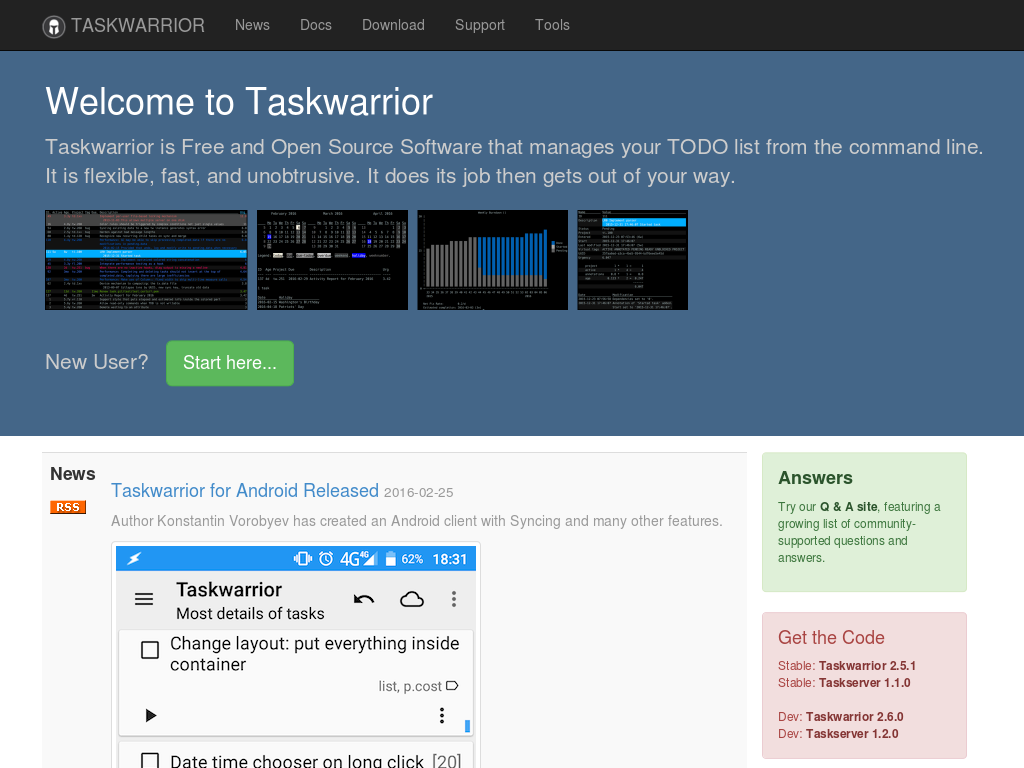 TASKWARRIOR
News
Docs
Download
Support
Tools
Welcome to Taskwarrior
Taskwarrior is Free and Open Source Software that manages your TODO list from the command line.
It is flexible, fast, and unobtrusive. It does its job then gets out of your way.
New User?
Start here...
News
RSS
Taskwarrior for Android Released 2016-02-25
Author Konstantin Vorobyev has created an Android client with Syncing and many other features.
4G 4G 62% 18:31
Taskwarrior
Most details of tasks
Change layout: put everything inside
container
list, p.cost
Date time chooser on long click [20]
Answers
Try our Q & A site, featuring a
growing list of community-
supported questions and
answers.
Get the Code
Stable: Taskwarrior 2.5.1
Stable: Taskserver 1.1.0
Dev: Taskwarrior 2.6.0
Dev: Taskserver 1.2.0